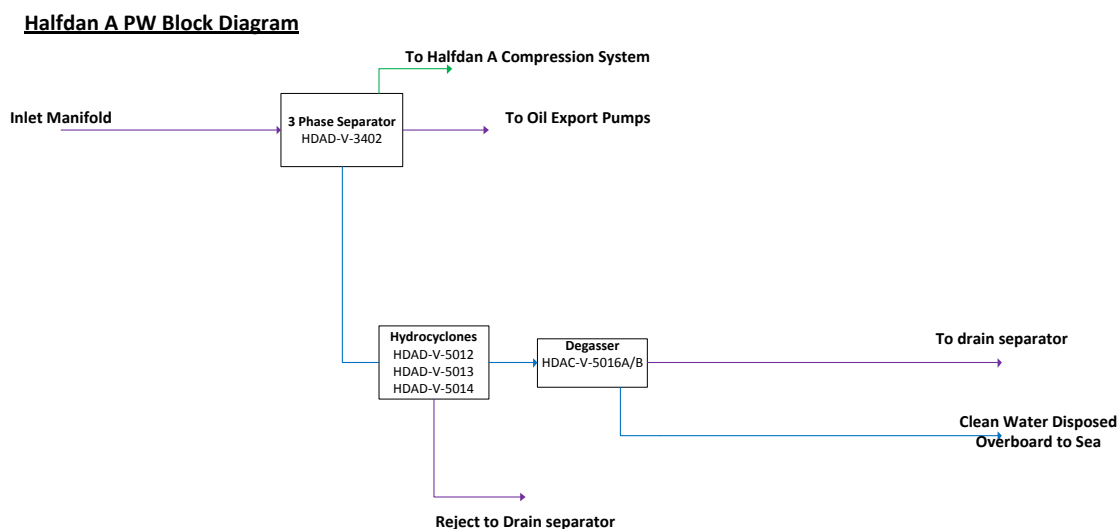 Halfdan A PW Block Diagram
To Halfdan A Compression System
Inlet Manifold
3 Phase Separator
HDAD-V-3402
To Oil Export Pumps
Hydrocyclones
HDAD-V-5012
HDAD-V-5013
HDAD-V-5014
Degasser
HDAC-V-5016A/B
To drain separator
Clean Water Disposed
Overboard to Sea
Reject to Drain separator